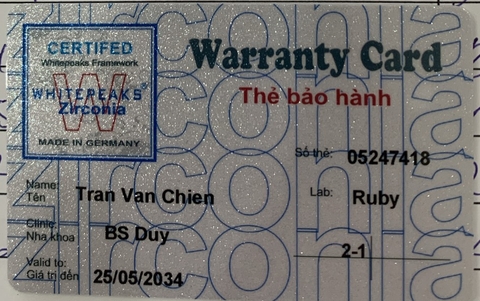 CERTIFED
Whitepeaks Framework
WHITEPEAKS
Zirconia
W
MADE IN GERMANY
Warranty Card
Thẻ bảo hành
Số thẻ: 05247418
Name: Tran Van Chien
Tên
Lab: Ruby
Clinic:
Nha khoa BS Duy
2-1
Valid to:
Giá trị đến 25/05/2034
zirconia